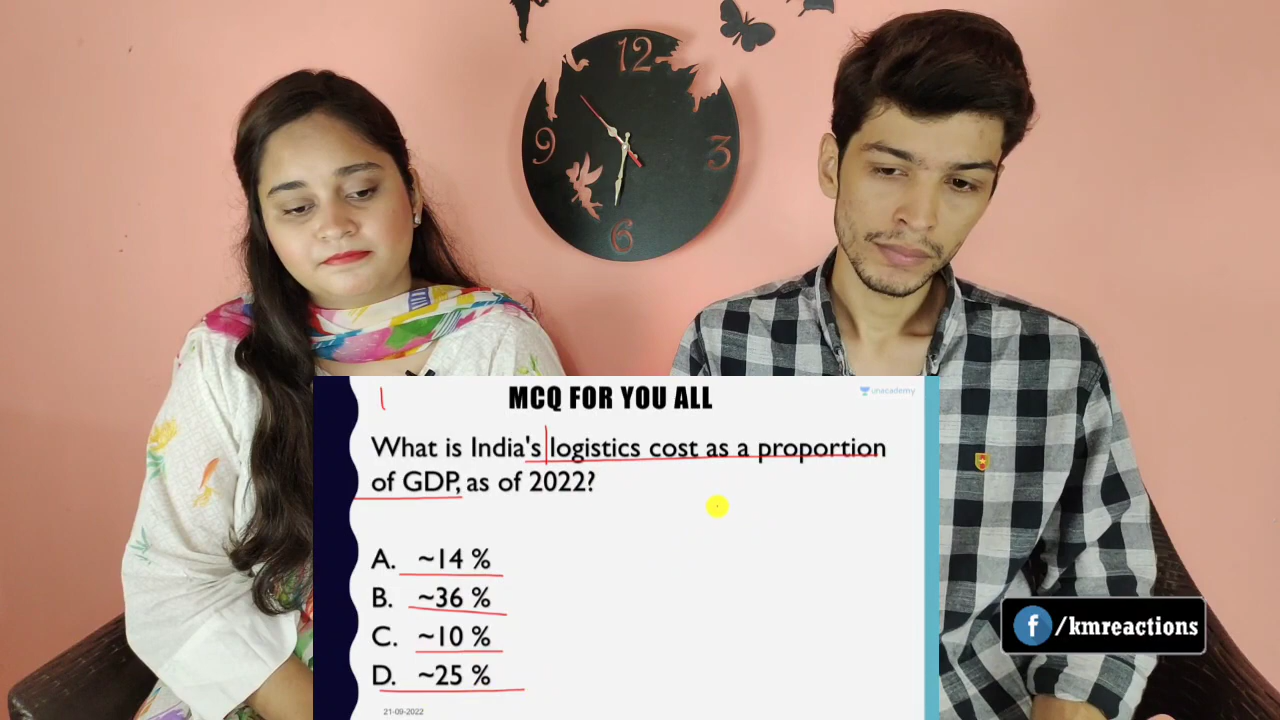 12
9
3
6
MCQ FOR YOU ALL
unacademy
What is India's logistics cost as a proportion
of GDP, as of 2022?
A. ~14 %
B. ~36 %
C. ~10 %
D. ~25 %
21-09-2022
f /kmreactions